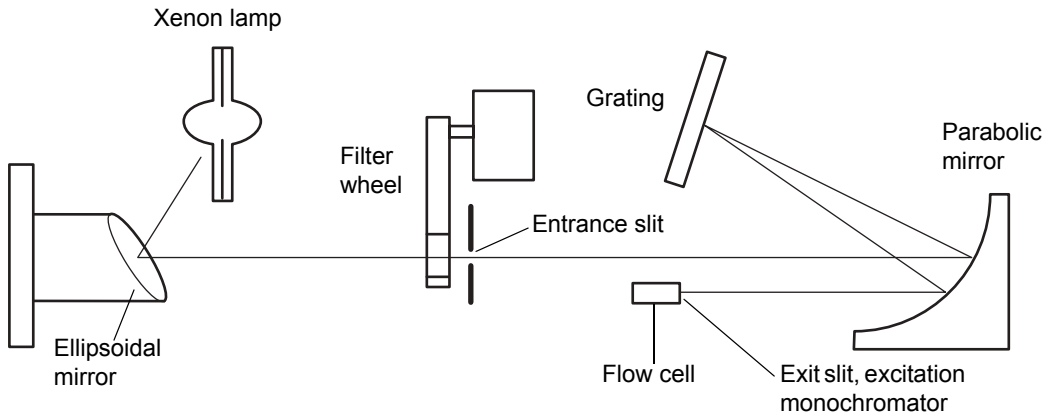 Xenon lamp
Grating
Parabolic
mirror
Filter
wheel
Entrance slit
Ellipsoidal
mirror
Flow cell
Exit slit, excitation
monochromator